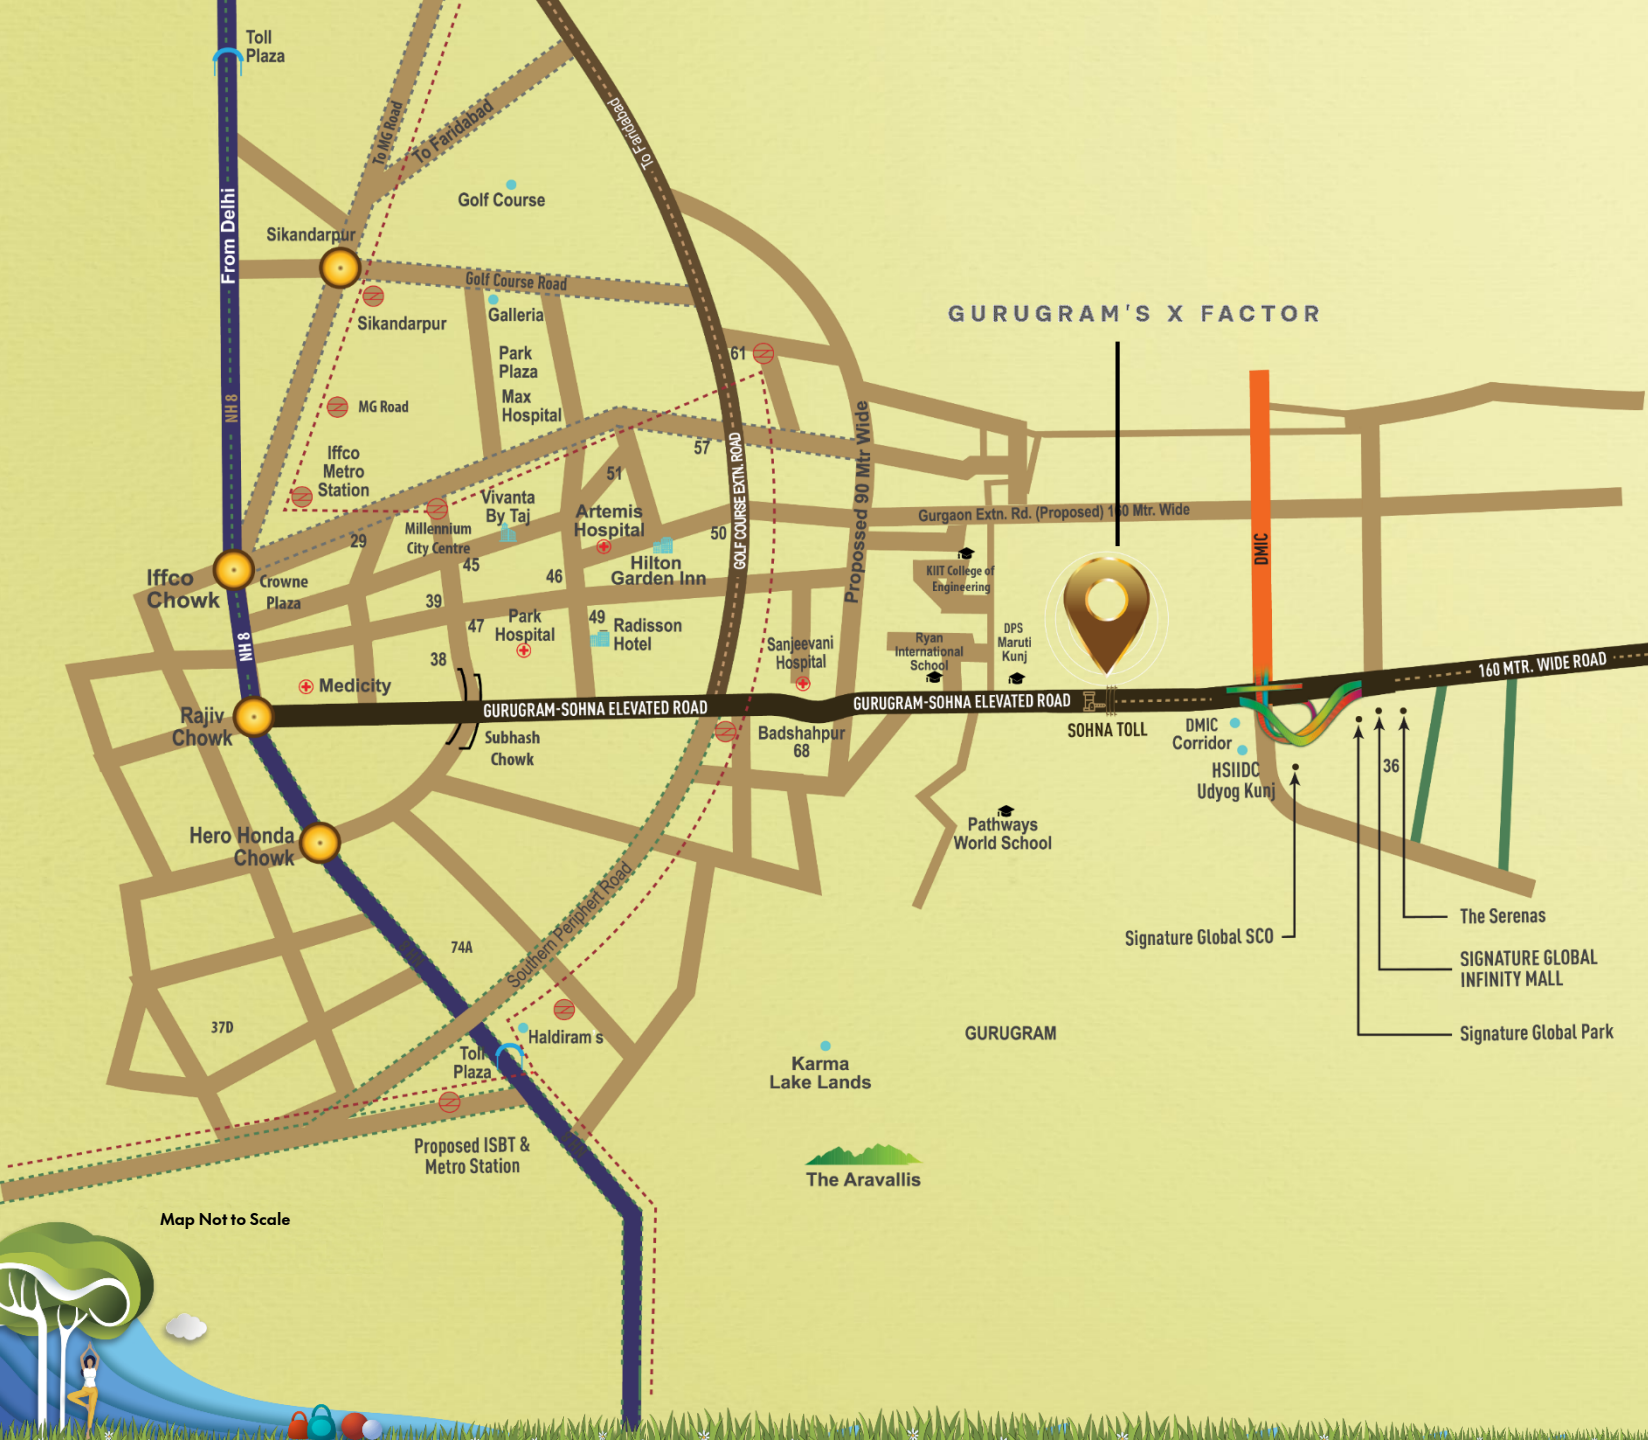 Toll
Plaza
To MG Road
To Faridabad
To Faridabad
From Delhi
Golf Course
Sikandarpur
Golf Course Road
Galleria
Sikandarpur
GURUGRAM'S X FACTOR
Park
Plaza
61
Max
Hospital
NH 8
MG Road
Iffco
Metro
Station
57
51
GOLF COURSE EXTN. ROAD
Propossed 90 Mtr Wide
Vivanta
By Taj
Artemis
Hospital
Millennium
City Centre
Gurgaon Extn. Rd. (Proposed) 160 Mtr. Wide
50
29
DMIC
Hilton
Garden Inn
45
46
KIIT College of
Engineering
Iffco
Chowk
Crowne
Plaza
39
47
Park
Hospital
49
Radisson
Hotel
NH 8
38
Sanjeevani
Hospital
Ryan
International
School
DPS
Maruti
Kunj
160 MTR. WIDE ROAD
Medicity
GURUGRAM-SOHNA ELEVATED ROAD
GURUGRAM-SOHNA ELEVATED ROAD
Rajiv
Chowk
Subhash
Chowk
Badshahpur
68
SOHNA TOLL
DMIC
Corridor
HSIIDC
Udyog Kunj
36
Hero Honda
Chowk
Pathways
World School
Southern Periphert Road
74A
The Serenas
Signature Global SCO
SIGNATURE GLOBAL
INFINITY MALL
37D
Haldiram s
GURUGRAM
Signature Global Park
Toll
Plaza
Karma
Lake Lands
Proposed ISBT &
Metro Station
The Aravallis
Map Not to Scale